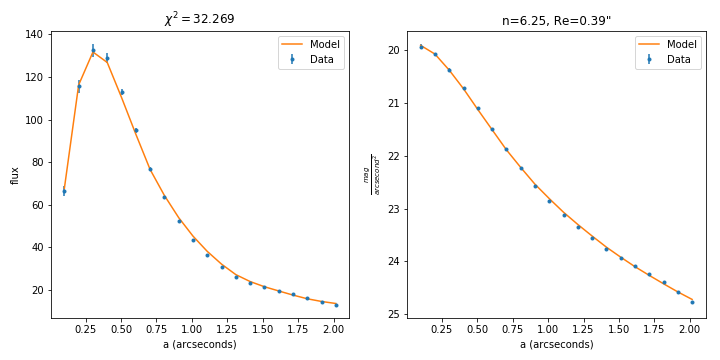 χ² = 32.269
n=6.25, Re=0.39"
140
120
100
80
60
40
20
flux
0.25 0.50 0.75 1.00 1.25 1.50 1.75 2.00
a (arcseconds)
Model
Data
20
21
22
23
24
25
mag
arcsecond²
0.25 0.50 0.75 1.00 1.25 1.50 1.75 2.00
a (arcseconds)
Model
Data